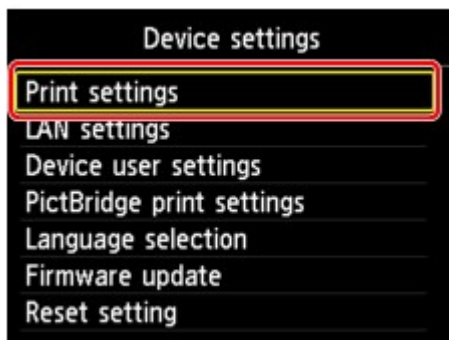 Device settings
Print settings
LAN settings
Device user settings
PictBridge print settings
Language selection
Firmware update
Reset setting